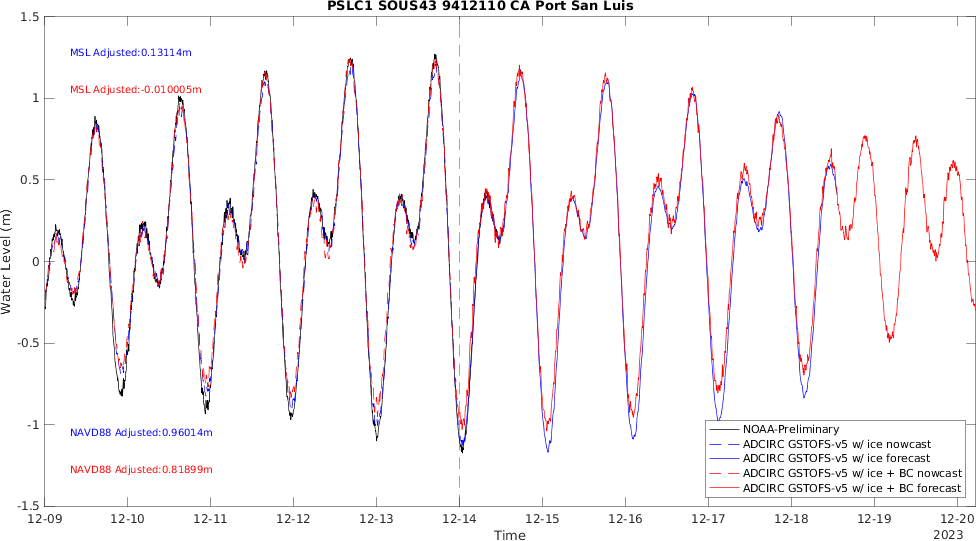 PSLC1 SOUS43 9412110 CA Port San Luis
1.5
1
0.5
0
-0.5
-1
-1.5
Water Level (m)
MSL Adjusted:0.13114m
MSL Adjusted:-0.010005m
NAVD88 Adjusted:0.96014m
NAVD88 Adjusted:0.81899m
NOAA-Preliminary
ADCIRC GSTOFS-v5 w/ ice nowcast
ADCIRC GSTOFS-v5 w/ ice forecast
ADCIRC GSTOFS-v5 w/ ice + BC nowcast
ADCIRC GSTOFS-v5 w/ ice + BC forecast
12-09 12-10 12-11 12-12 12-13 12-14 12-15 12-16 12-17 12-18 12-19 12-20
Time
2023